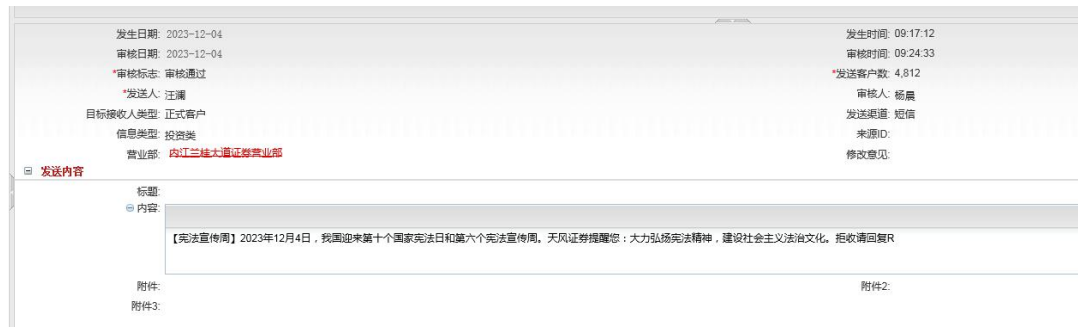 发生日期: 2023-12-04 发生时间: 09:17:12
审核日期: 2023-12-04 审核时间: 09:24:33
*审核标志: 审核通过 *发送客户数: 4,812
*发送人: 汪澜 审核人: 杨晨
目标接收人类型: 正式客户 发送渠道: 短信
信息类型: 投资类 来源ID:
营业部: 内江兰桂大道证券营业部 修改意见:
发送内容
标题:
内容:
【宪法宣传周】2023年12月4日，我国迎来第十个国家宪法日和第六个宪法宣传周。天风证券提醒您：大力弘扬宪法精神，建设社会主义法治文化。拒收请回复R
附件: 附件2:
附件3: